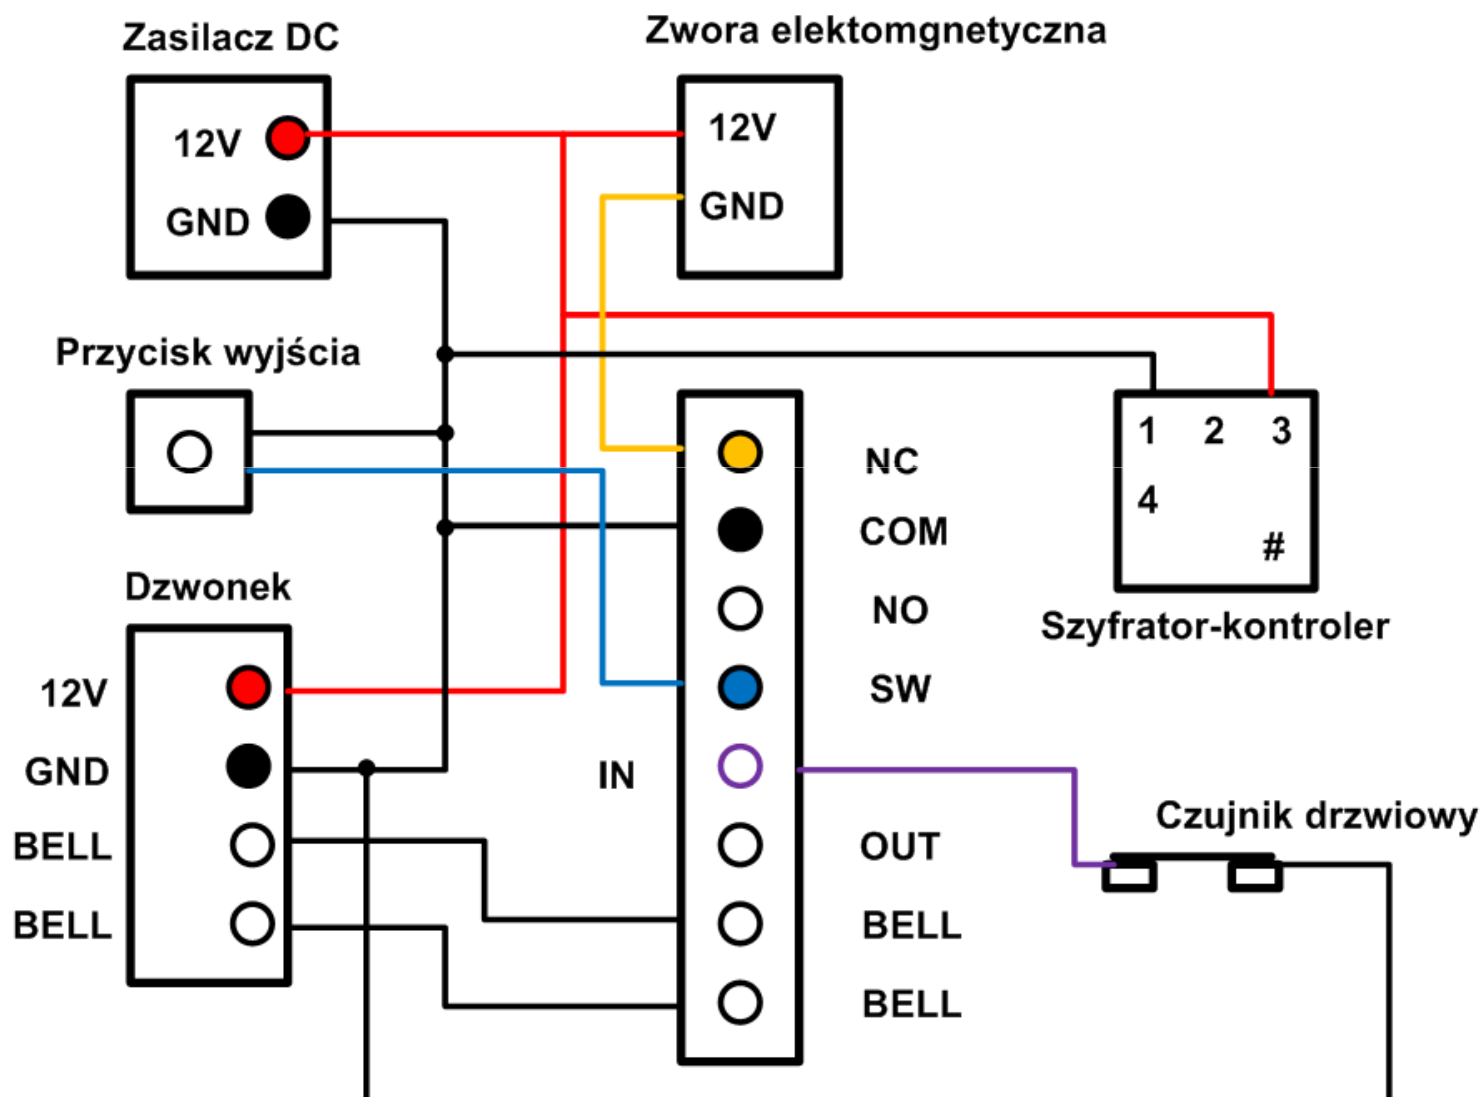 Zasilacz DC
Zwora elektomgnetyczna
12V
GND
12V
GND
Przycisk wyjścia
1 2 3
4
#
Szyfrator-kontroler
NC
COM
NO
SW
IN
OUT
BELL
BELL
Dzwonek
12V
GND
BELL
BELL
Czujnik drzwiowy